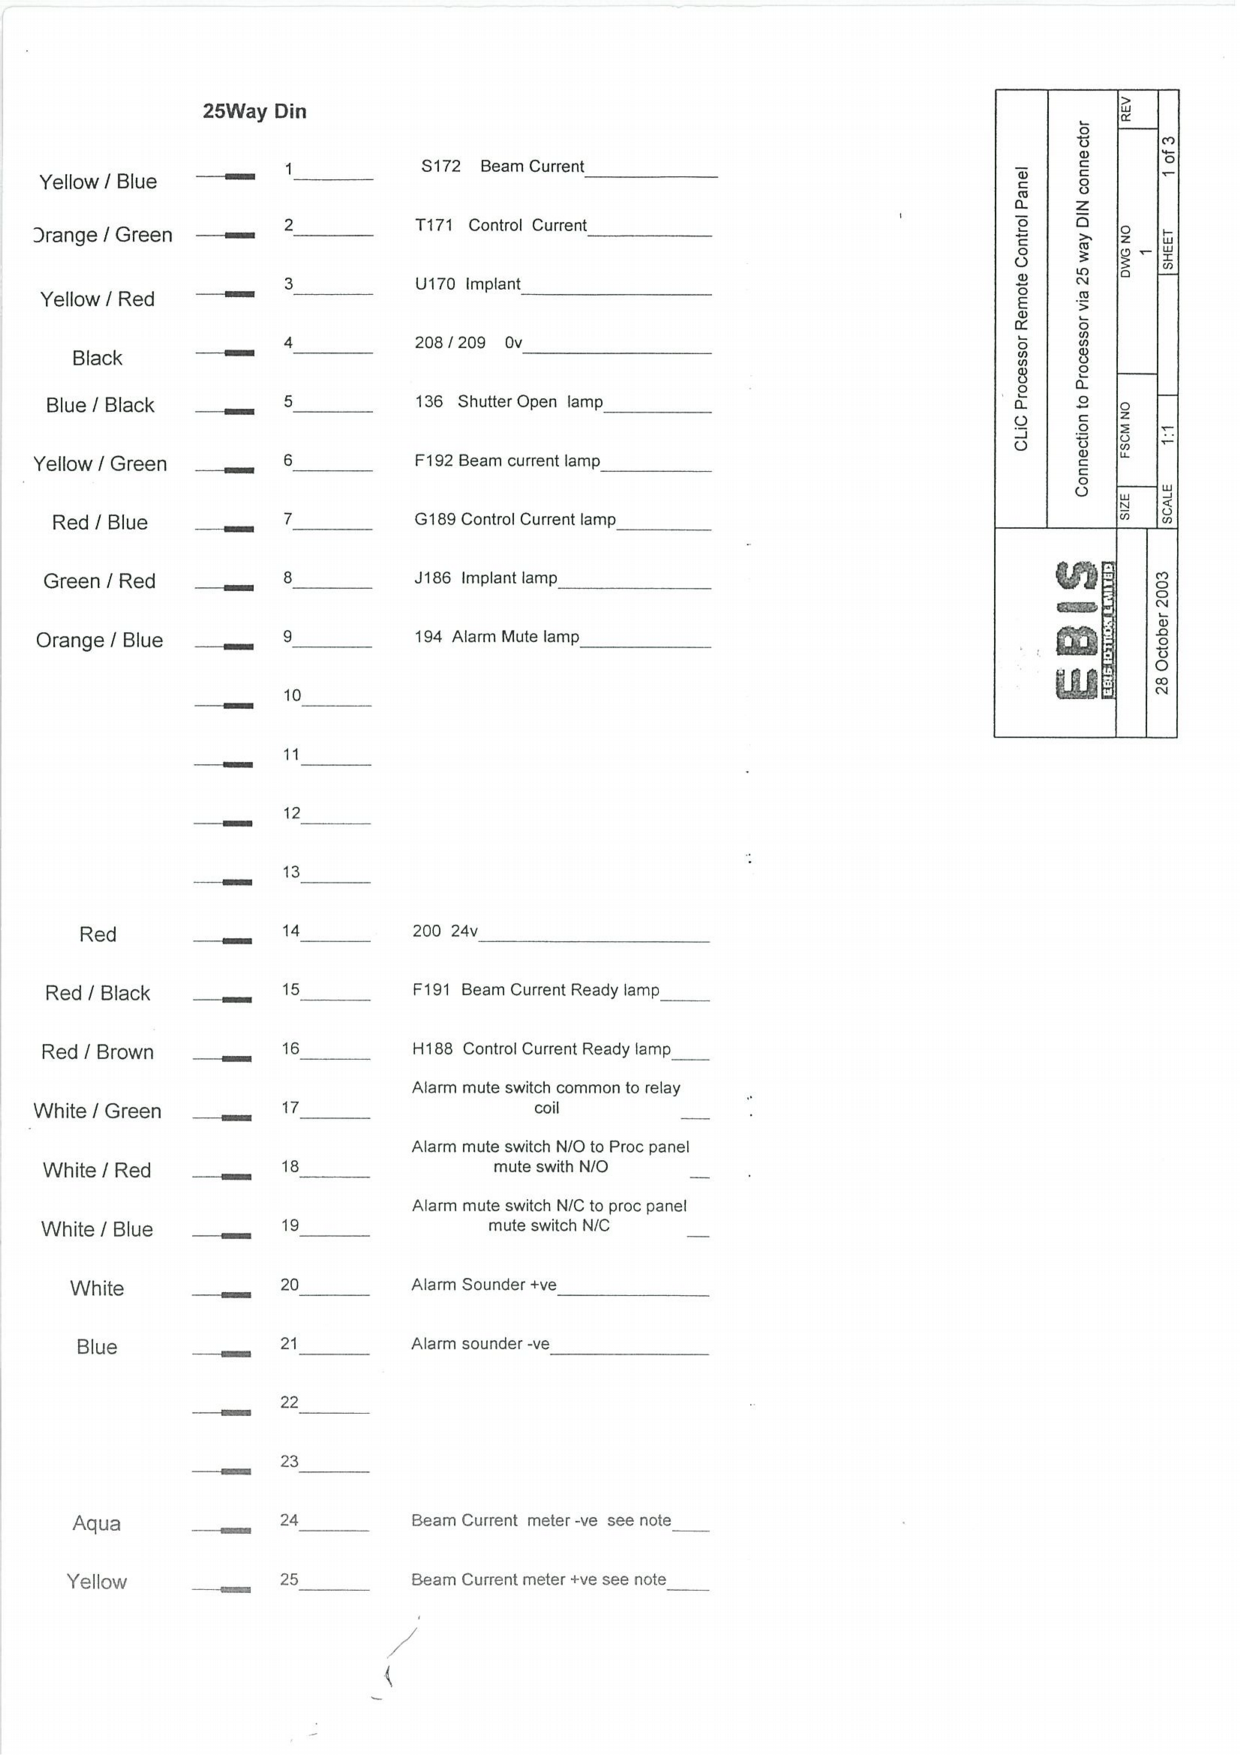 25Way Din
Yellow / Blue 1 S172 Beam Current
Orange / Green 2 T171 Control Current
Yellow / Red 3 U170 Implant
Black 4 208 / 209 0v
Blue / Black 5 136 Shutter Open lamp
Yellow / Green 6 F192 Beam current lamp
Red / Blue 7 G189 Control Current lamp
Green / Red 8 J186 Implant lamp
Orange / Blue 9 194 Alarm Mute lamp
10
11
12
13
Red 14 200 24v
Red / Black 15 F191 Beam Current Ready lamp
Red / Brown 16 H188 Control Current Ready lamp
Alarm mute switch common to relay
White / Green 17 coil
Alarm mute switch N/O to Proc panel
White / Red 18 mute swith N/O
Alarm mute switch N/C to proc panel
White / Blue 19 mute switch N/C
White 20 Alarm Sounder +ve
Blue 21 Alarm sounder -ve
22
23
Aqua 24 Beam Current meter -ve see note
Yellow 25 Beam Current meter +ve see note
CLiC Processor Remote Control Panel
Connection to Processor via 25 way DIN connector
SIZE FSCM NO DWG NO REV
1
SCALE 1:1 SHEET 1 of 3
EBIS
28 October 2003